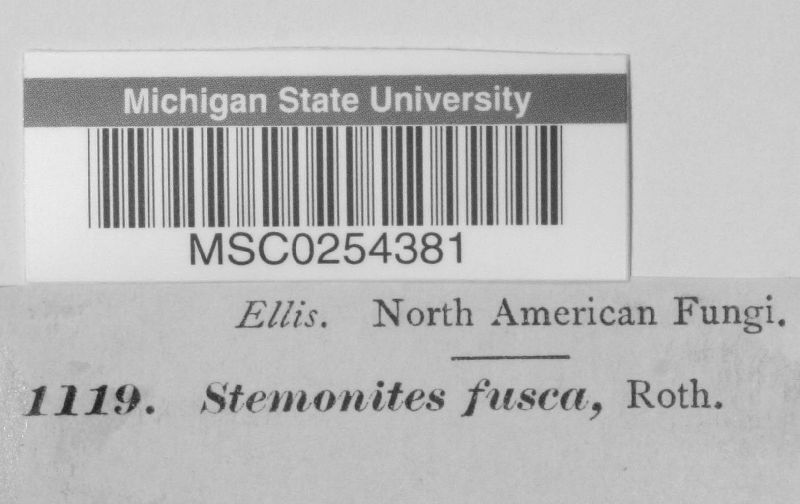 Michigan State University
MSC0254381
Ellis. North American Fungi.
1119. Stemonites fusca, Roth.